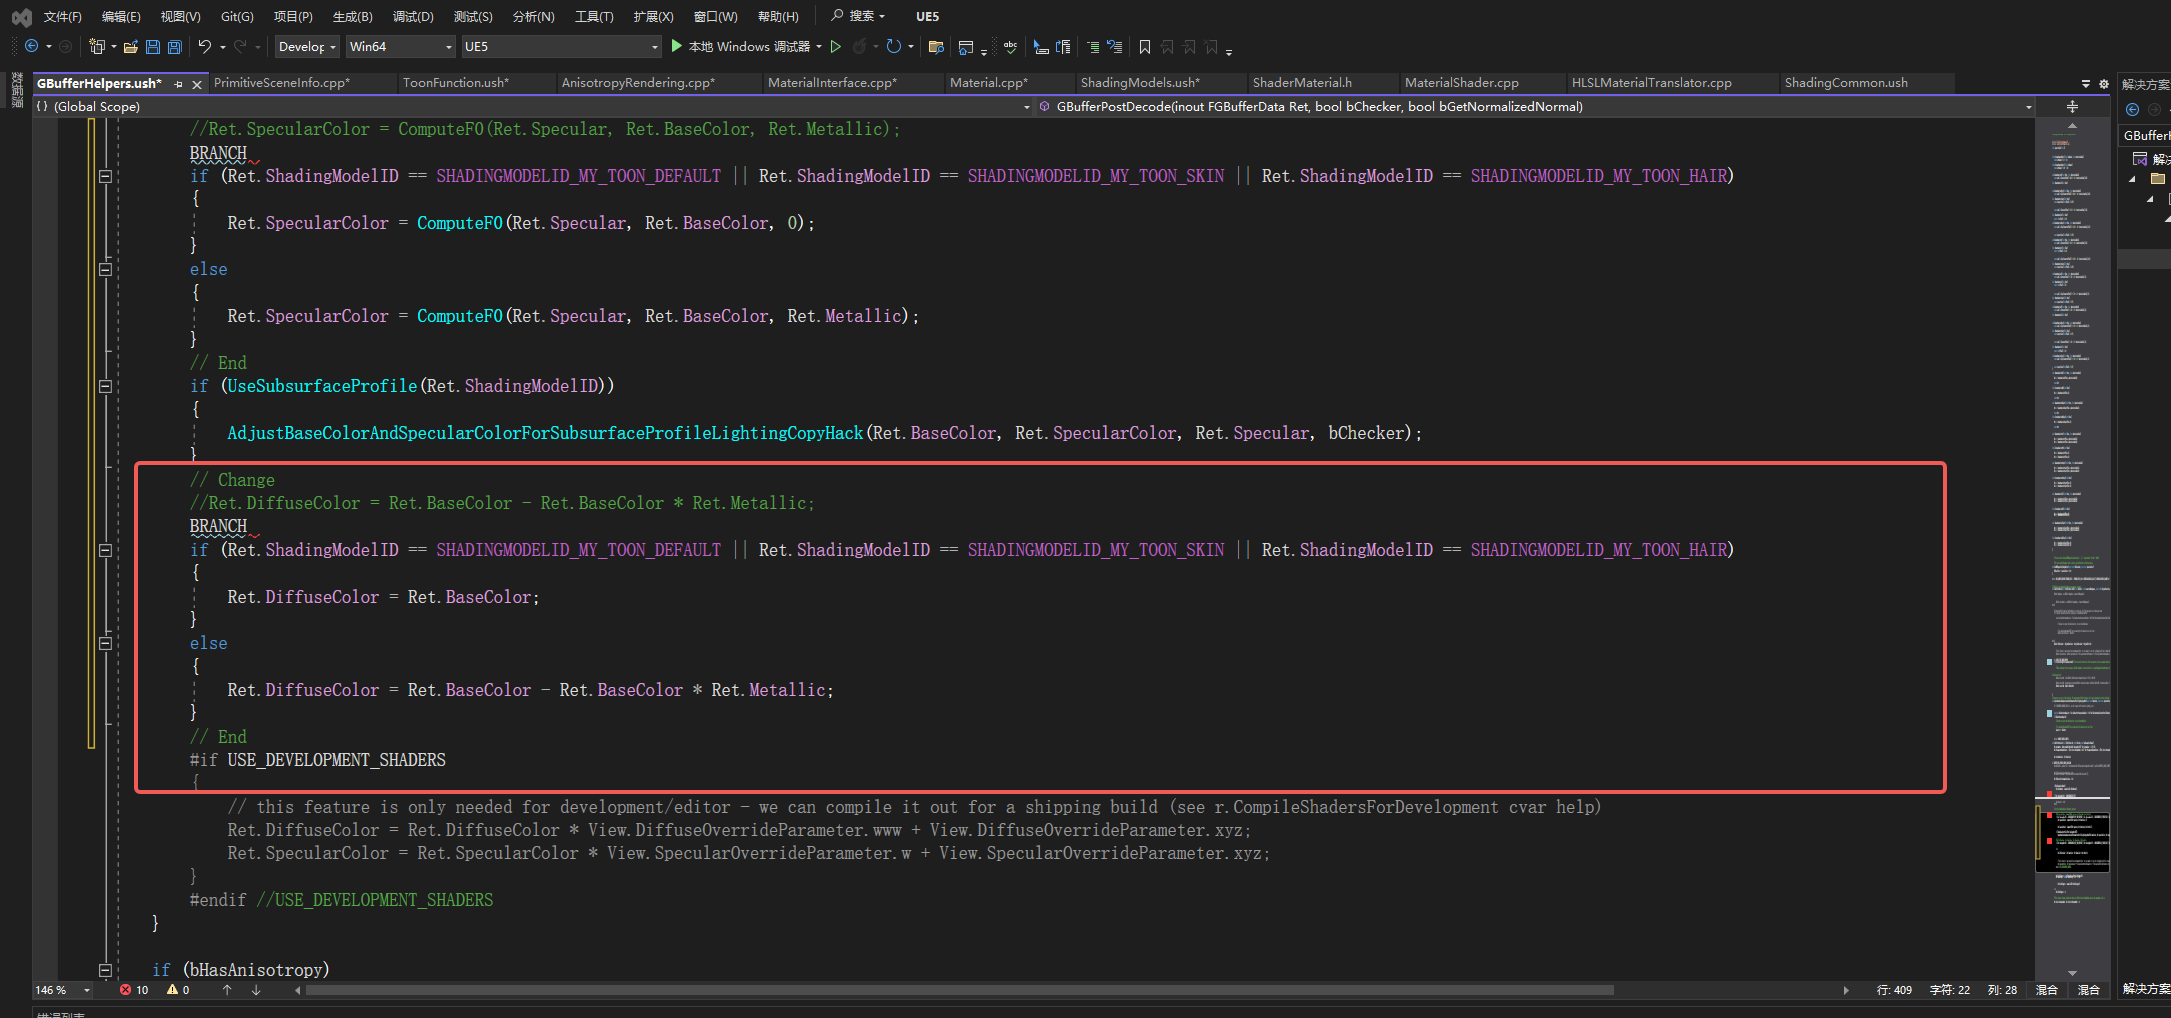 文件(F) 编辑(E) 视图(V) Git(G) 项目(P) 生成(B) 调试(D) 测试(S) 分析(N) 工具(T) 扩展(X) 窗口(W) 帮助(H) 搜索 UE5
Develop Win64 UE5 本地 Windows 调试器
数据源
GBufferHelpers.ush* PrimitiveSceneInfo.cpp* ToonFunction.ush* AnisotropyRendering.cpp* MaterialInterface.cpp* Material.cpp* ShadingModels.ush* ShaderMaterial.h MaterialShader.cpp HLSLMaterialTranslator.cpp ShadingCommon.ush 解决方案
(Global Scope) GBufferPostDecode(inout FGBufferData Ret, bool bChecker, bool bGetNormalizedNormal)
//Ret.SpecularColor = ComputeF0(Ret.Specular, Ret.BaseColor, Ret.Metallic);
BRANCH
if (Ret.ShadingModelID == SHADINGMODELID_MY_TOON_DEFAULT || Ret.ShadingModelID == SHADINGMODELID_MY_TOON_SKIN || Ret.ShadingModelID == SHADINGMODELID_MY_TOON_HAIR)
{
Ret.SpecularColor = ComputeF0(Ret.Specular, Ret.BaseColor, 0);
}
else
{
Ret.SpecularColor = ComputeF0(Ret.Specular, Ret.BaseColor, Ret.Metallic);
}
// End
if (UseSubsurfaceProfile(Ret.ShadingModelID))
{
AdjustBaseColorAndSpecularColorForSubsurfaceProfileLightingCopyHack(Ret.BaseColor, Ret.SpecularColor, Ret.Specular, bChecker);
}
// Change
//Ret.DiffuseColor = Ret.BaseColor - Ret.BaseColor * Ret.Metallic;
BRANCH
if (Ret.ShadingModelID == SHADINGMODELID_MY_TOON_DEFAULT || Ret.ShadingModelID == SHADINGMODELID_MY_TOON_SKIN || Ret.ShadingModelID == SHADINGMODELID_MY_TOON_HAIR)
{
Ret.DiffuseColor = Ret.BaseColor;
}
else
{
Ret.DiffuseColor = Ret.BaseColor - Ret.BaseColor * Ret.Metallic;
}
// End
#if USE_DEVELOPMENT_SHADERS
{
// this feature is only needed for development/editor - we can compile it out for a shipping build (see r.CompileShadersForDevelopment cvar help)
Ret.DiffuseColor = Ret.DiffuseColor * View.DiffuseOverrideParameter.www + View.DiffuseOverrideParameter.xyz;
Ret.SpecularColor = Ret.SpecularColor * View.SpecularOverrideParameter.w + View.SpecularOverrideParameter.xyz;
}
#endif //USE_DEVELOPMENT_SHADERS
}
if (bHasAnisotropy)
146 % 10 0 行: 409 字符: 22 列: 28 混合 混合 解决方案